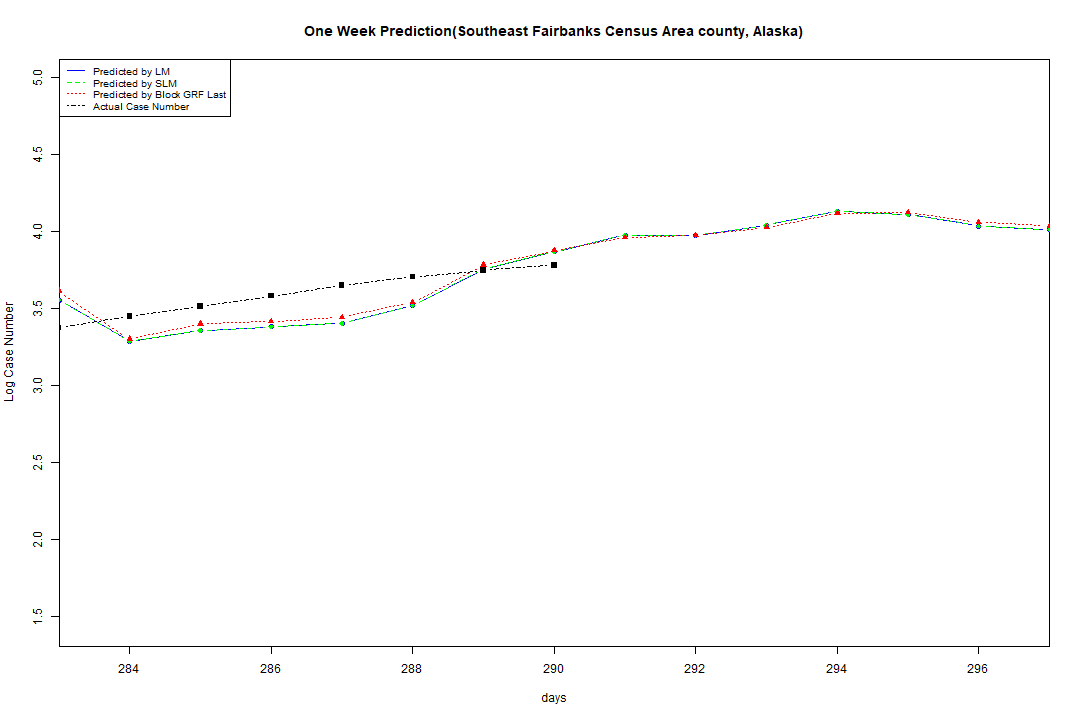 One Week Prediction(Southeast Fairbanks Census Area county, Alaska)
Predicted by LM
Predicted by SLM
Predicted by Block GRF Last
Actual Case Number
5.0
4.5
4.0
3.5
3.0
2.5
2.0
1.5
Log Case Number
284 286 288 290 292 294 296
days